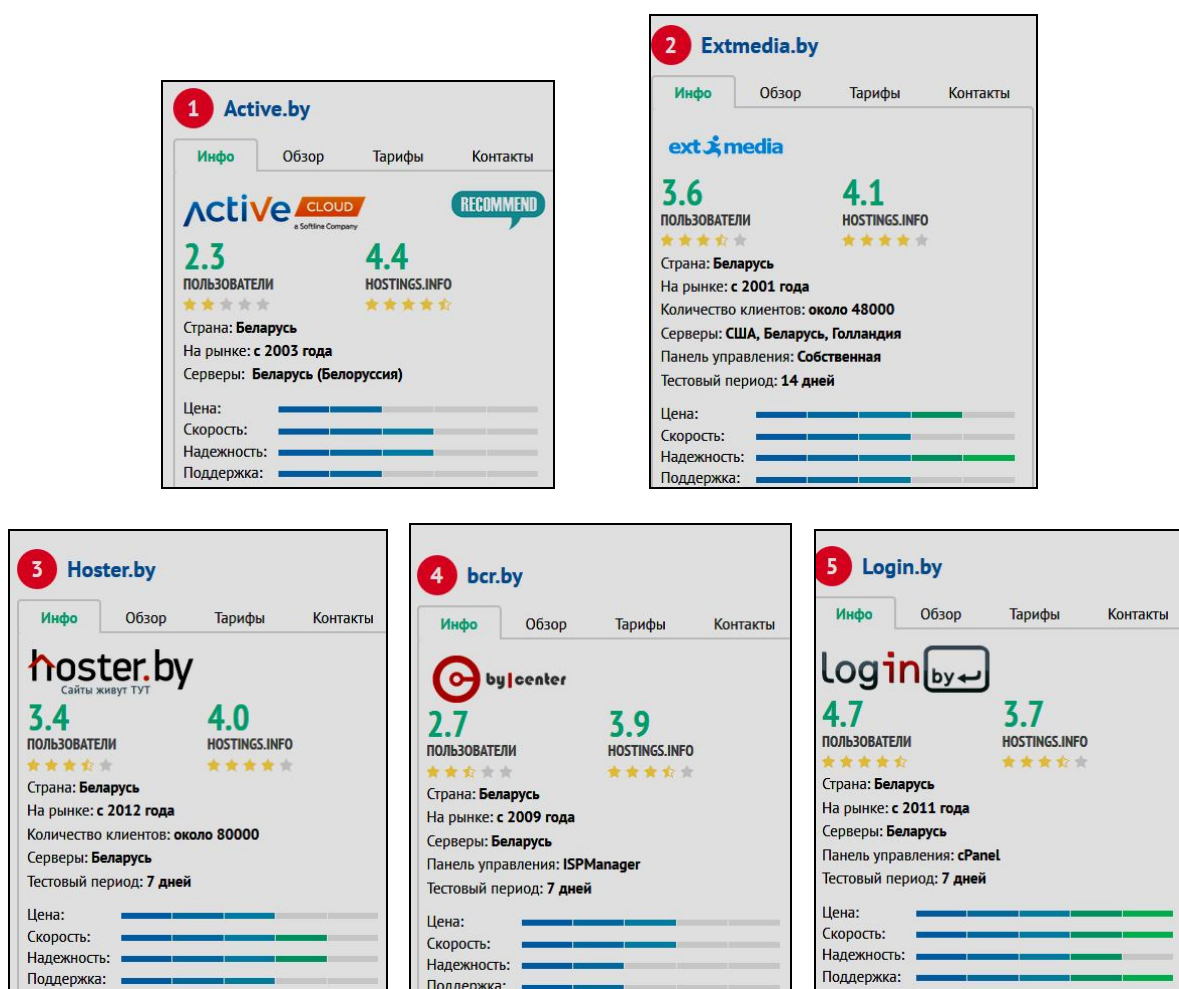 1 Active.by
Инфо Обзор Тарифы Контакты
Active CLOUD
a Softline Company
RECOMMEND
2.3 4.4
ПОЛЬЗОВАТЕЛИ HOSTINGS.INFO
Страна: Беларусь
На рынке: с 2003 года
Серверы: Беларусь (Белоруссия)
Цена:
Скорость:
Надежность:
Поддержка:
2 Extmedia.by
Инфо Обзор Тарифы Контакты
ext media
3.6 4.1
ПОЛЬЗОВАТЕЛИ HOSTINGS.INFO
Страна: Беларусь
На рынке: с 2001 года
Количество клиентов: около 48000
Серверы: США, Беларусь, Голландия
Панель управления: Собственная
Тестовый период: 14 дней
Цена:
Скорость:
Надежность:
Поддержка:
3 Hoster.by
Инфо Обзор Тарифы Контакты
hoster.by
Сайты живут ТУТ
3.4 4.0
ПОЛЬЗОВАТЕЛИ HOSTINGS.INFO
Страна: Беларусь
На рынке: с 2012 года
Количество клиентов: около 80000
Серверы: Беларусь
Тестовый период: 7 дней
Цена:
Скорость:
Надежность:
Поддержка:
4 bcr.by
Инфо Обзор Тарифы Контакты
by|center
2.7 3.9
ПОЛЬЗОВАТЕЛИ HOSTINGS.INFO
Страна: Беларусь
На рынке: с 2009 года
Серверы: Беларусь
Панель управления: ISPManager
Тестовый период: 7 дней
Цена:
Скорость:
Надежность:
Поддержка:
5 Login.by
Инфо Обзор Тарифы Контакты
login by
4.7 3.7
ПОЛЬЗОВАТЕЛИ HOSTINGS.INFO
Страна: Беларусь
На рынке: с 2011 года
Серверы: Беларусь
Панель управления: cPanel
Тестовый период: 7 дней
Цена:
Скорость:
Надежность:
Поддержка: